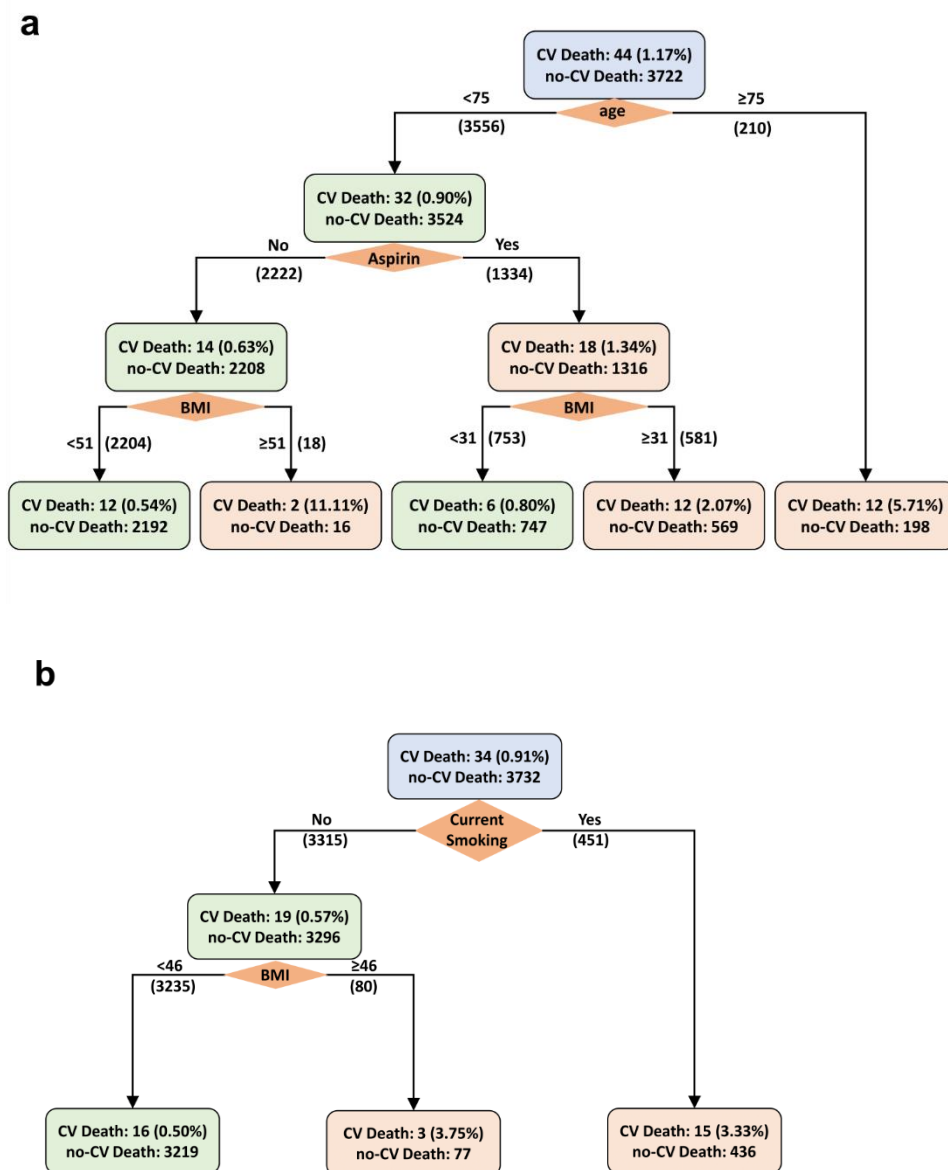 a
CV Death: 44 (1.17%)
no-CV Death: 3722
<75
age
≥75
(3556)
(210)
CV Death: 32 (0.90%)
no-CV Death: 3524
No
Aspirin
Yes
(2222)
(1334)
CV Death: 14 (0.63%)
no-CV Death: 2208
CV Death: 18 (1.34%)
no-CV Death: 1316
BMI
BMI
<51 (2204)
≥51 (18)
<31 (753)
≥31 (581)
CV Death: 12 (0.54%)
no-CV Death: 2192
CV Death: 2 (11.11%)
no-CV Death: 16
CV Death: 6 (0.80%)
no-CV Death: 747
CV Death: 12 (2.07%)
no-CV Death: 569
CV Death: 12 (5.71%)
no-CV Death: 198
b
CV Death: 34 (0.91%)
no-CV Death: 3732
No
Current
Smoking
Yes
(3315)
(451)
CV Death: 19 (0.57%)
no-CV Death: 3296
<46
BMI
≥46
(3235)
(80)
CV Death: 16 (0.50%)
no-CV Death: 3219
CV Death: 3 (3.75%)
no-CV Death: 77
CV Death: 15 (3.33%)
no-CV Death: 436